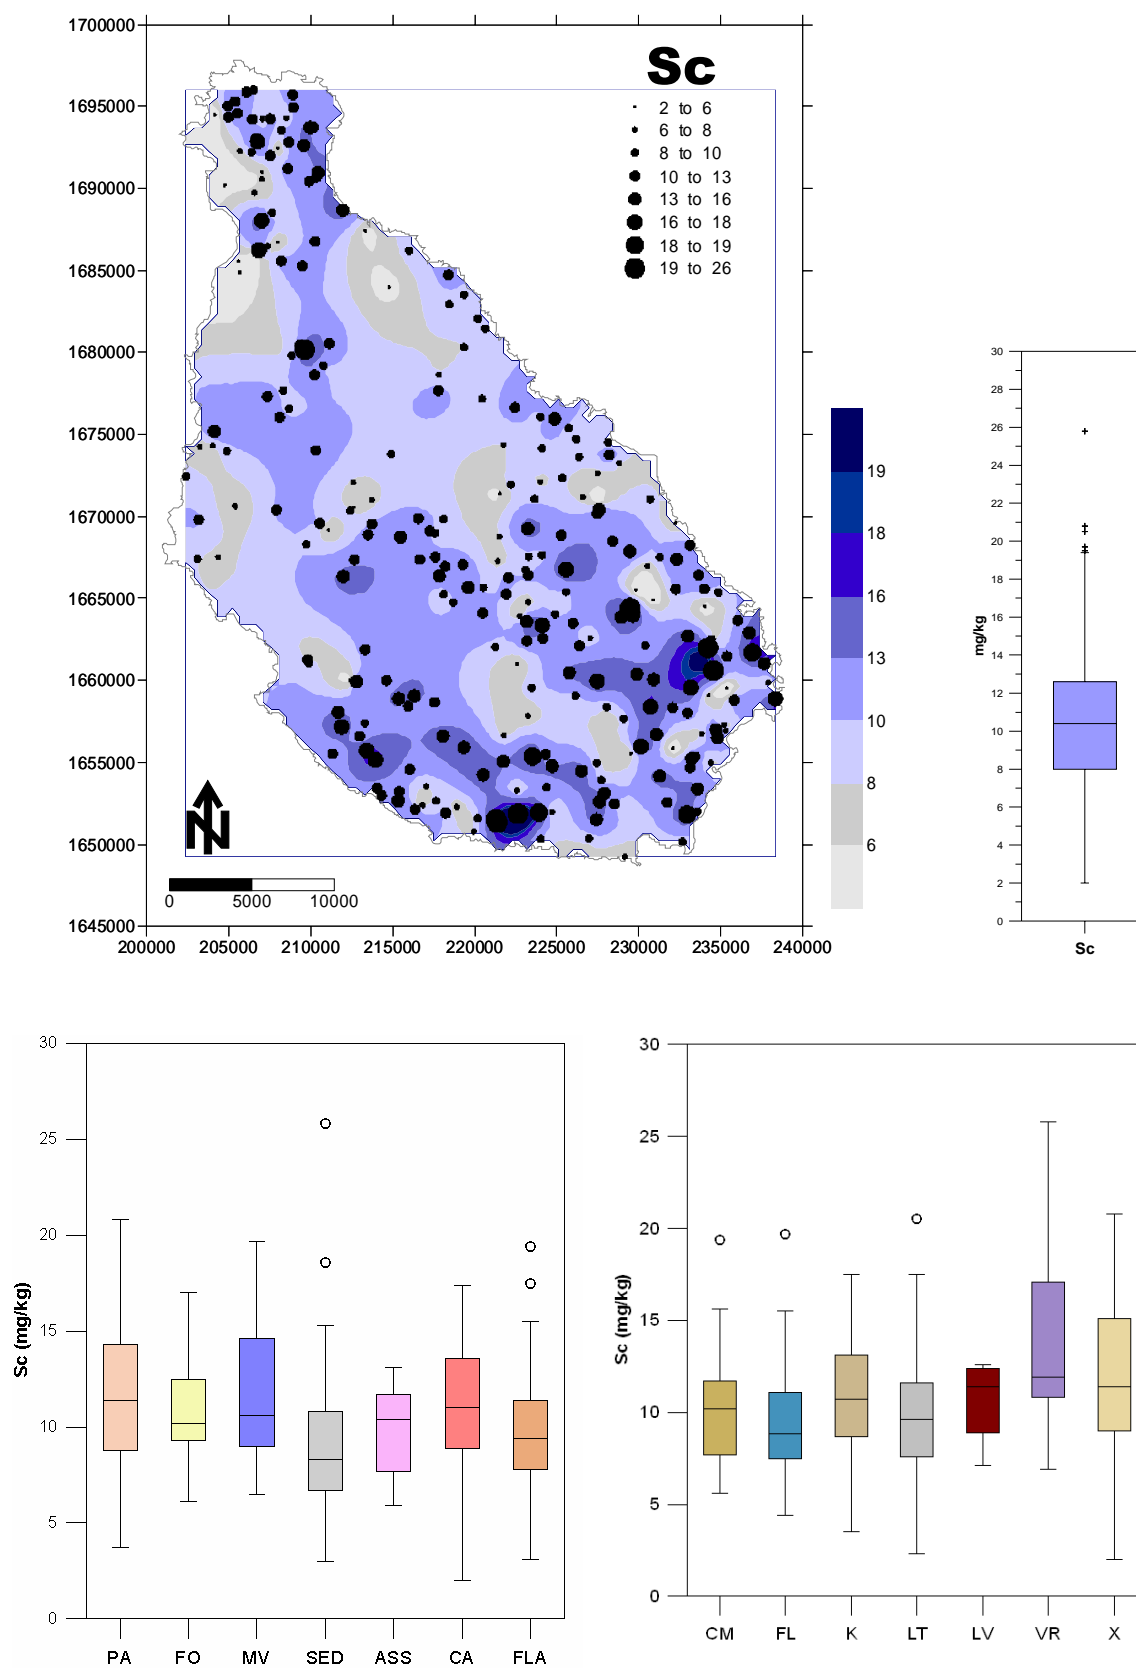 1700000
Sc
1695000
2 to 6
6 to 8
8 to 10
1690000
10 to 13
13 to 16
16 to 18
1685000
18 to 19
19 to 26
1680000
1675000
1670000
1665000
1660000
1655000
1650000
1645000
N
0 5000 10000
200000 205000 210000 215000 220000 225000 230000 235000 240000
19
18
16
13
10
8
6
30
29
28
26
24
22
20
18
16
14
12
10
8
6
4
2
0
mg/kg
Sc
30
25
20
15
10
5
0
Sc (mg/kg)
PA FO MV SED ASS CA FLA
30
25
20
15
10
5
0
Sc (mg/kg)
CM FL K LT LV VR X